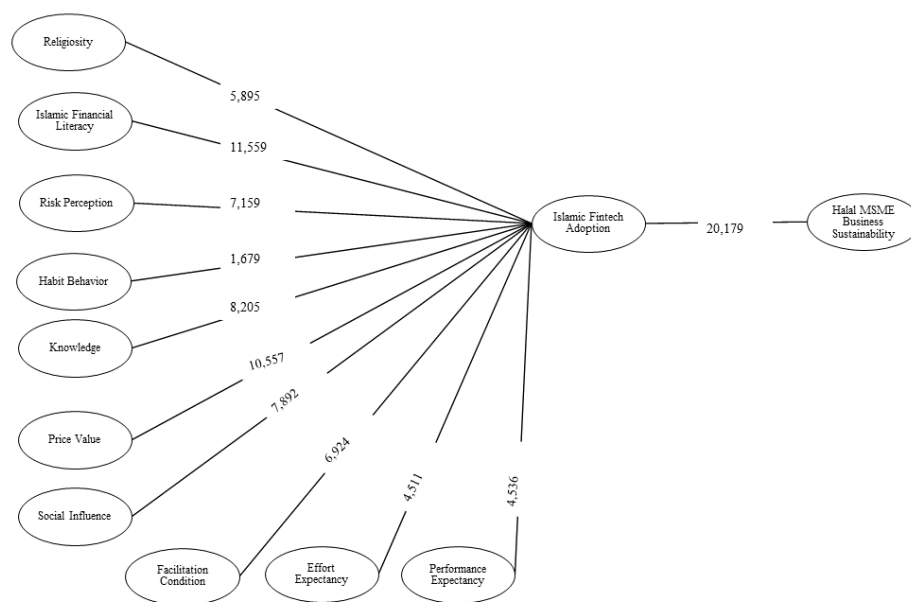 Religiosity
5,895
Islamic Financial
Literacy
11,559
Risk Perception
7,159
Islamic Fintech
Adoption
20,179
Halal MSME
Business
Sustainability
Habit Behavior
1,679
Knowledge
8,205
Price Value
10,557
Social Influence
7,892
Facilitation
Condition
6,924
Effort
Expectancy
4,511
Performance
Expectancy
4,536